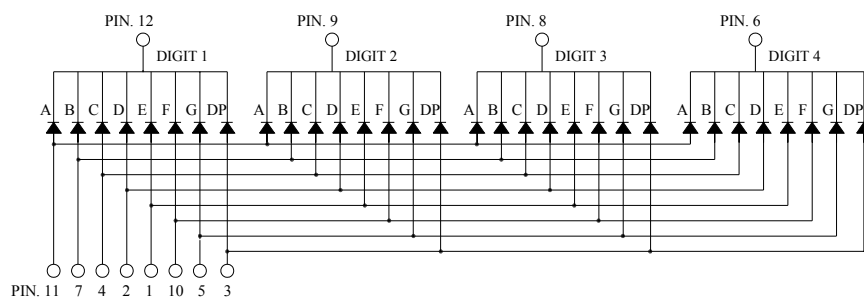 PIN. 12 PIN. 9 PIN. 8 PIN. 6
DIGIT 1 DIGIT 2 DIGIT 3 DIGIT 4
A B C D E F G DP A B C D E F G DP A B C D E F G DP A B C D E F G DP
PIN. 11 7 4 2 1 10 5 3